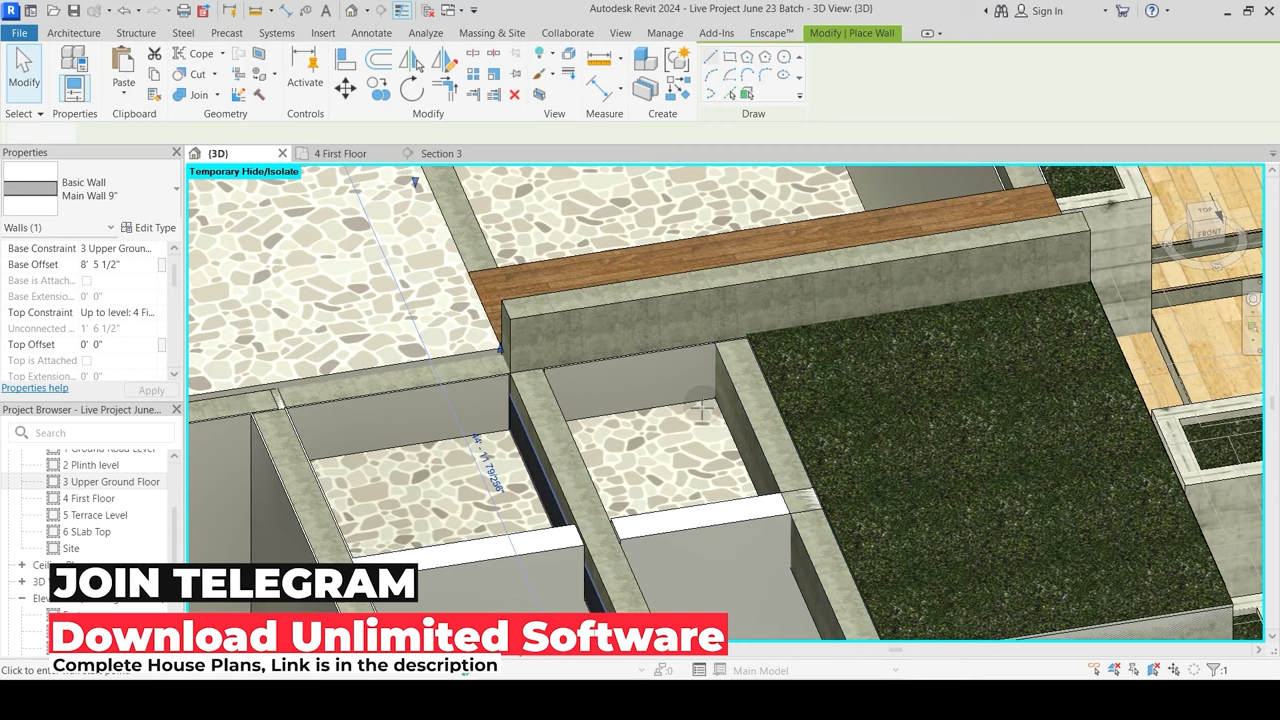 Autodesk Revit 2024 - Live Project June 23 Batch - 3D View: {3D}
Sign In
File
Architecture
Structure
Steel
Precast
Systems
Insert
Annotate
Analyze
Massing & Site
Collaborate
View
Manage
Add-Ins
Enscape™
Modify | Place Wall
Modify
Paste
Cope
Cut
Join
Activate
Select
Properties
Clipboard
Geometry
Controls
Modify
View
Measure
Create
Draw
Properties
{3D}
4 First Floor
Section 3
Temporary Hide/Isolate
Basic Wall
Main Wall 9"
Walls (1)
Edit Type
Base Constraint 3 Upper Groun...
Base Offset 8' 5 1/2"
Base is Attach...
Base Extensio... 0' 0"
Top Constraint Up to level: 4 Fi...
Unconnected ... 1' 6 1/2"
Top Offset 0' 0"
Top is Attached
Properties help
Apply
Project Browser - Live Project June...
Search
1 Ground Road Level
2 Plinth level
3 Upper Ground Floor
4 First Floor
5 Terrace Level
6 SLab Top
Site
TOP
FRONT
JOIN TELEGRAM
Download Unlimited Software
Complete House Plans, Link is in the description
Main Model
:0
:1